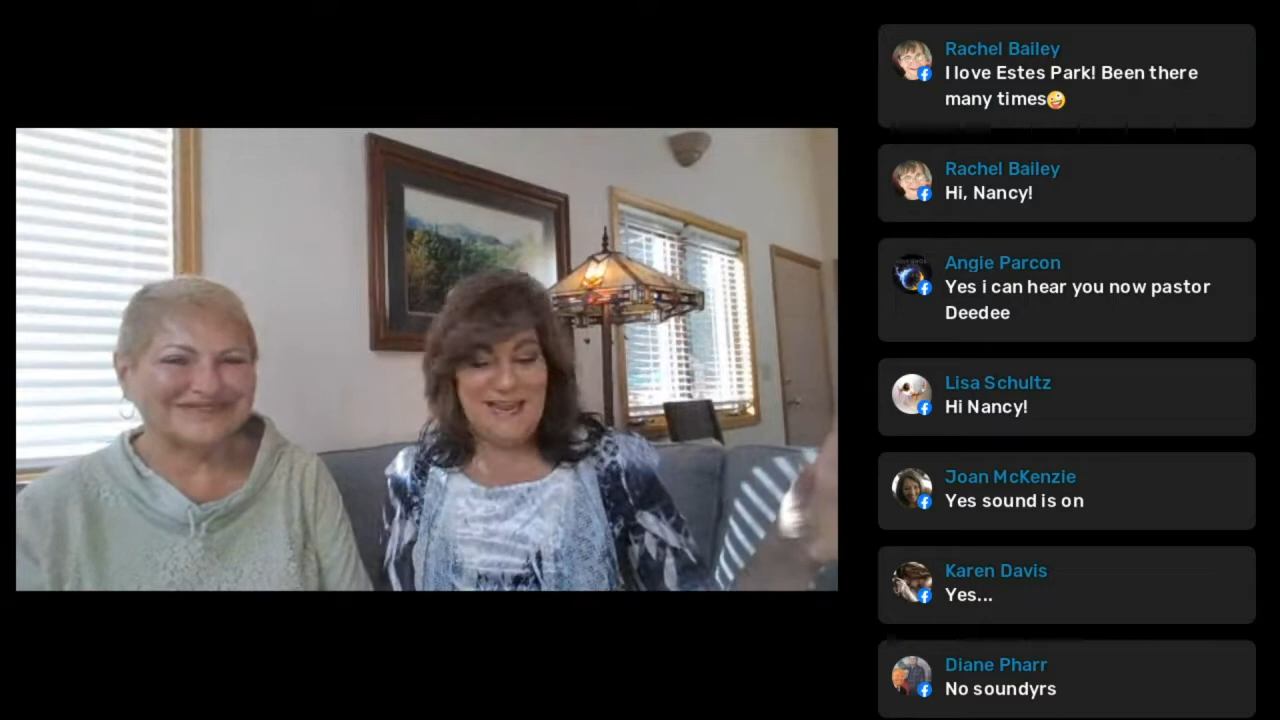 Rachel Bailey
I love Estes Park! Been there
many times🤪
Rachel Bailey
Hi, Nancy!
Angie Parcon
Yes i can hear you now pastor
Deedee
Lisa Schultz
Hi Nancy!
Joan McKenzie
Yes sound is on
Karen Davis
Yes...
Diane Pharr
No soundyrs